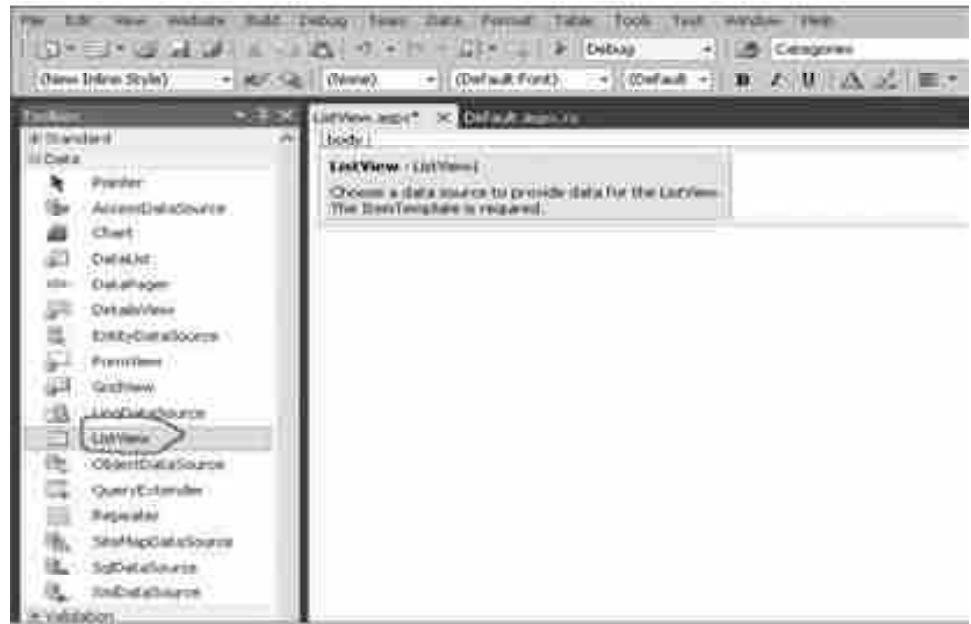 File Edit View Website Build Debug Team Data Format Table Tools Test Window Help
Debug Categories
(New Inline Style) (None) (Default Font) (Default B I U A
Toolbox
Standard
Data
Pointer
AccessDataSource
Chart
DataList
DataPager
DetailsView
EntityDataSource
FormView
GridView
LinqDataSource
ListView
ObjectDataSource
QueryExtender
Repeater
SiteMapDataSource
SqlDataSource
XmlDataSource
Validation
ListView.aspx* Default.aspx.cs
body
ListView - ListView1
Choose a data source to provide data for the ListView.
The ItemTemplate is required.